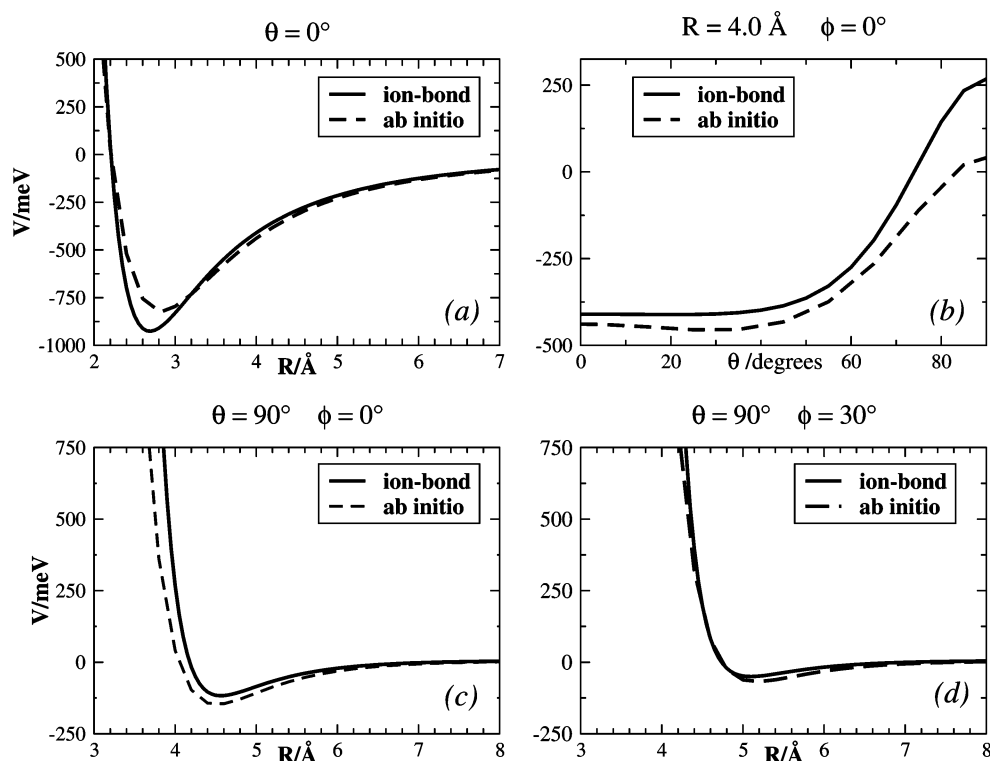 θ = 0°
500
250
0
-250
-500
-750
-1000
V/meV
ion-bond
ab initio
(a)
2 3 4 5 6 7
R/Å
R = 4.0 Å ϕ = 0°
250
0
-250
-500
ion-bond
ab initio
(b)
0 20 40 60 80
θ /degrees
θ = 90° ϕ = 0°
750
500
250
0
-250
V/meV
ion-bond
ab initio
(c)
3 4 5 6 7 8
R/Å
θ = 90° ϕ = 30°
750
500
250
0
-250
ion-bond
ab initio
(d)
3 4 5 6 7 8
R/Å